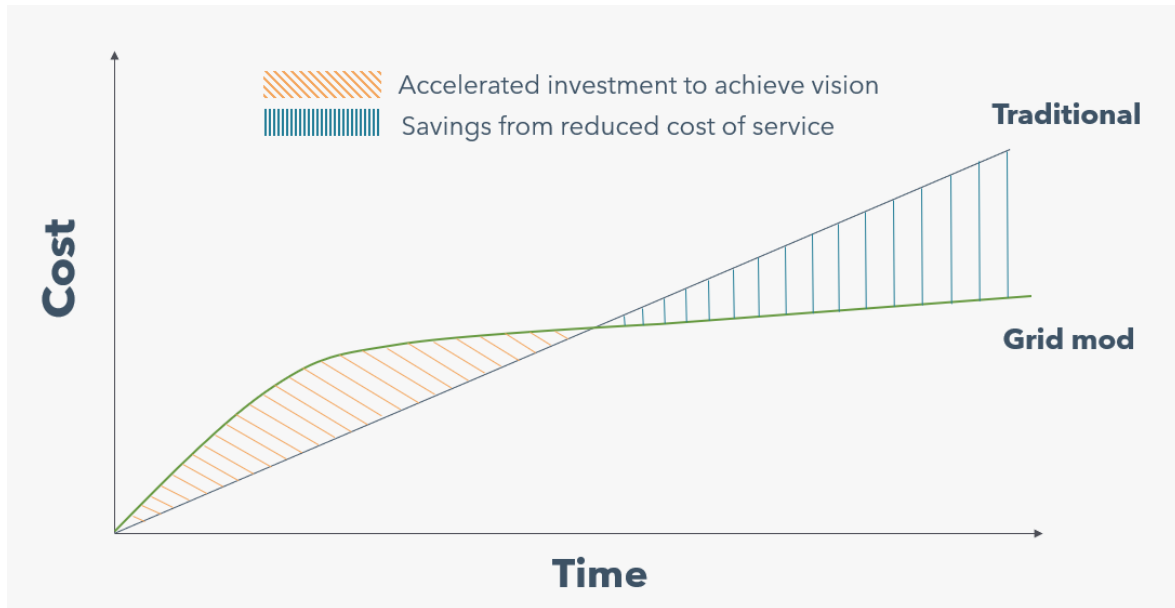 Accelerated investment to achieve vision
Savings from reduced cost of service
Traditional
Cost
Grid mod
Time